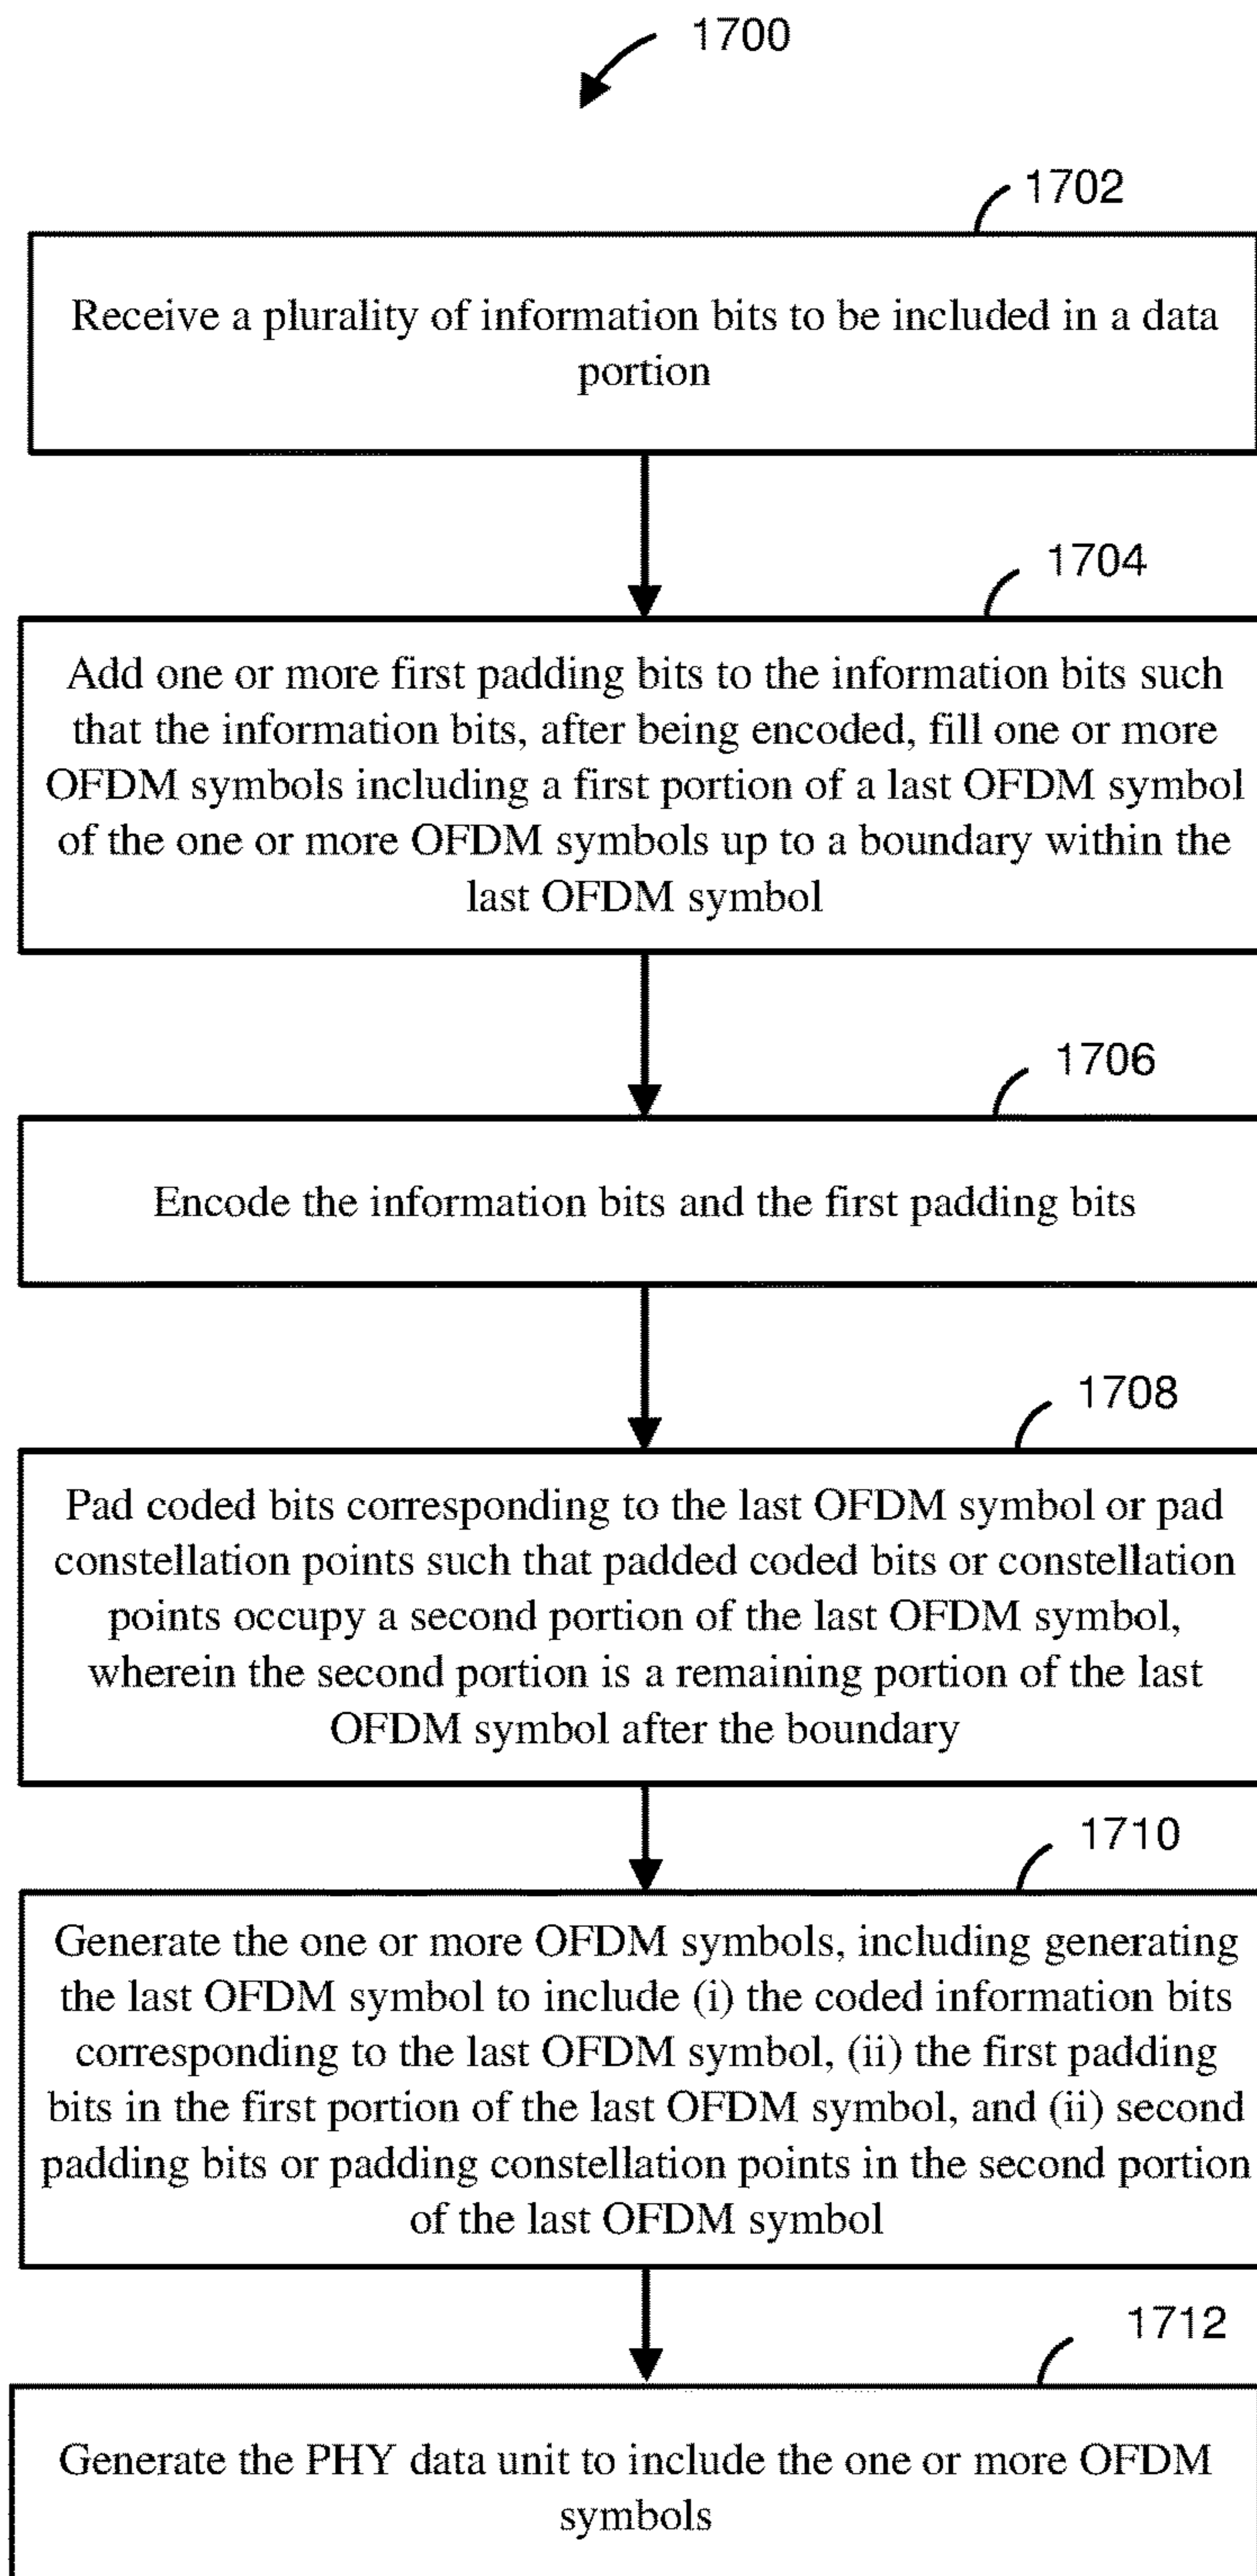 1700
1702
Receive a plurality of information bits to be included in a data
portion
1704
Add one or more first padding bits to the information bits such
that the information bits, after being encoded, fill one or more
OFDM symbols including a first portion of a last OFDM symbol
of the one or more OFDM symbols up to a boundary within the
last OFDM symbol
1706
Encode the information bits and the first padding bits
1708
Pad coded bits corresponding to the last OFDM symbol or pad
constellation points such that padded coded bits or constellation
points occupy a second portion of the last OFDM symbol,
wherein the second portion is a remaining portion of the last
OFDM symbol after the boundary
1710
Generate the one or more OFDM symbols, including generating
the last OFDM symbol to include (i) the coded information bits
corresponding to the last OFDM symbol, (ii) the first padding
bits in the first portion of the last OFDM symbol, and (ii) second
padding bits or padding constellation points in the second portion
of the last OFDM symbol
1712
Generate the PHY data unit to include the one or more OFDM
symbols